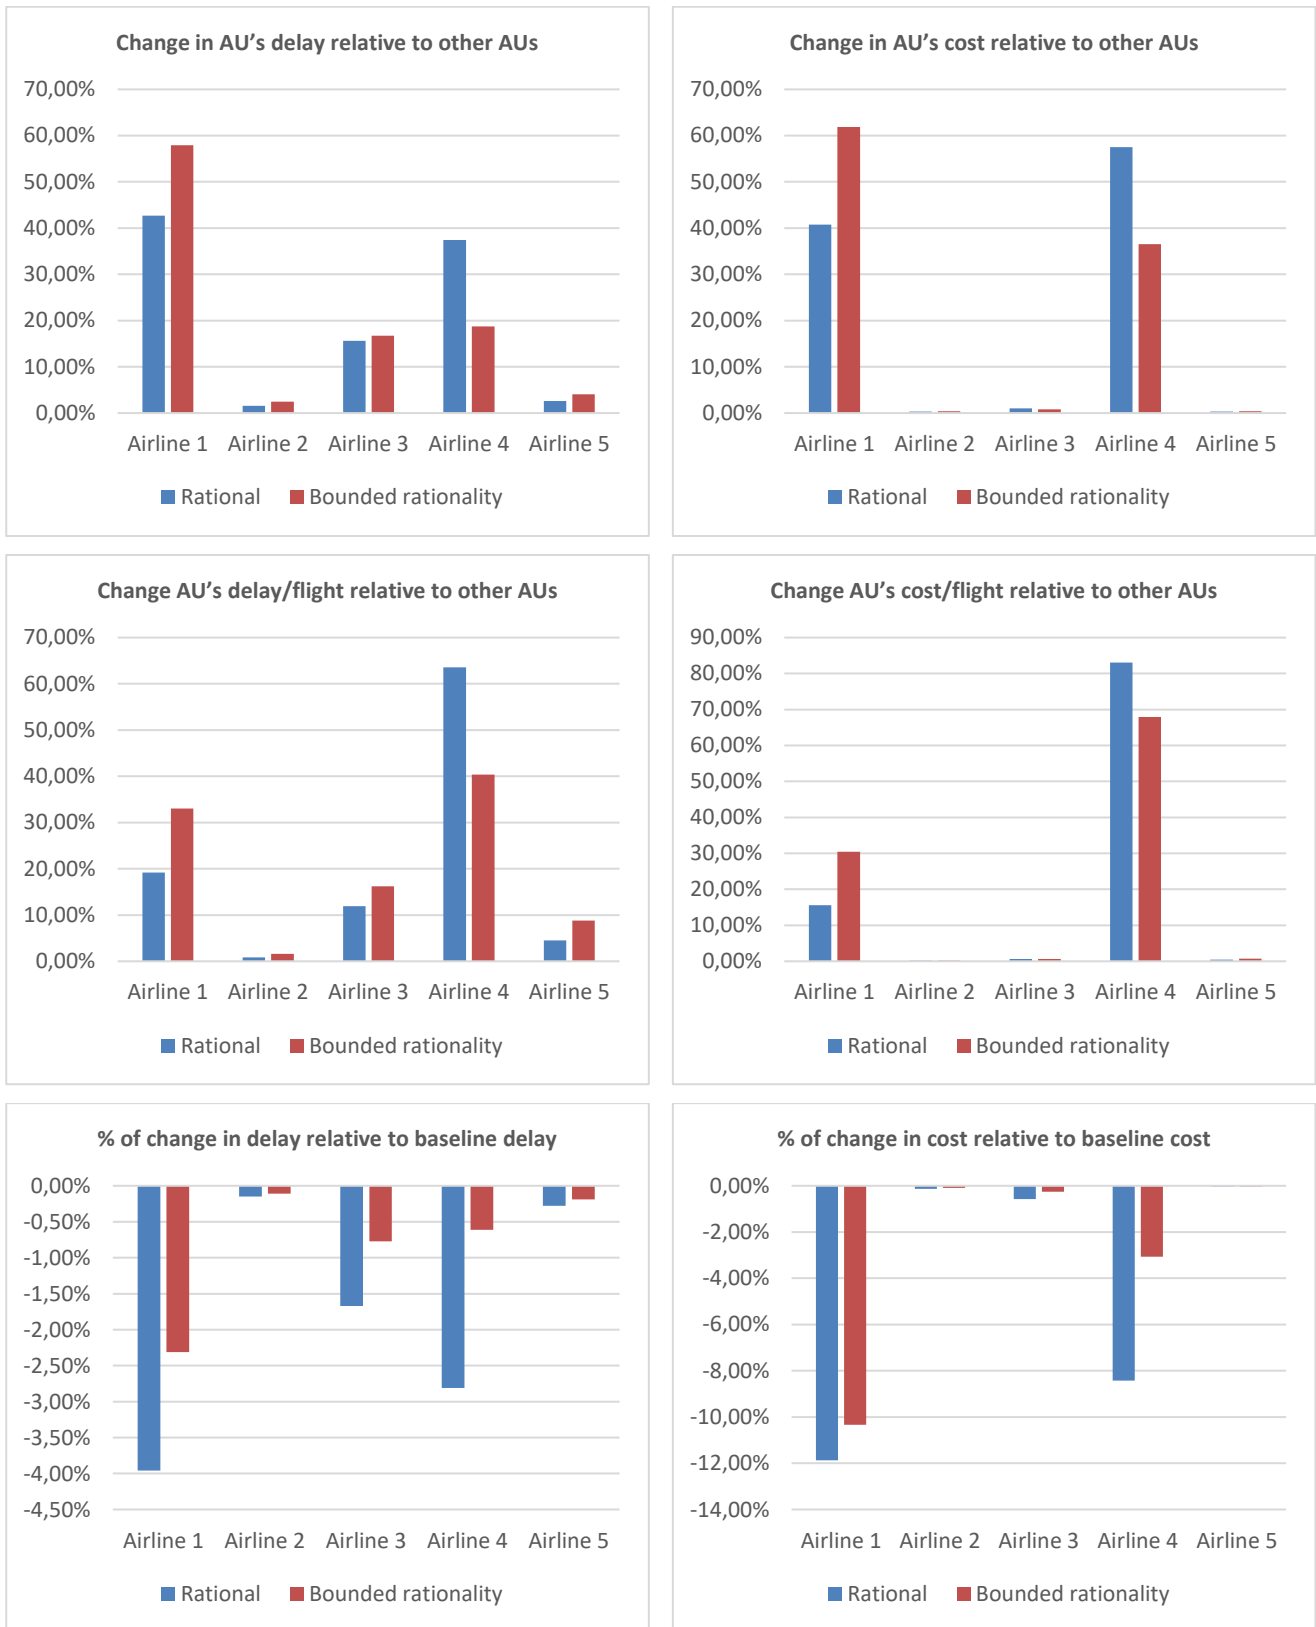 Change in AU's delay relative to other AUs
70,00%
60,00%
50,00%
40,00%
30,00%
20,00%
10,00%
0,00%
Airline 1 Airline 2 Airline 3 Airline 4 Airline 5
Rational Bounded rationality
Change in AU's cost relative to other AUs
70,00%
60,00%
50,00%
40,00%
30,00%
20,00%
10,00%
0,00%
Airline 1 Airline 2 Airline 3 Airline 4 Airline 5
Rational Bounded rationality
Change AU's delay/flight relative to other AUs
70,00%
60,00%
50,00%
40,00%
30,00%
20,00%
10,00%
0,00%
Airline 1 Airline 2 Airline 3 Airline 4 Airline 5
Rational Bounded rationality
Change AU's cost/flight relative to other AUs
90,00%
80,00%
70,00%
60,00%
50,00%
40,00%
30,00%
20,00%
10,00%
0,00%
Airline 1 Airline 2 Airline 3 Airline 4 Airline 5
Rational Bounded rationality
% of change in delay relative to baseline delay
0,00%
-0,50%
-1,00%
-1,50%
-2,00%
-2,50%
-3,00%
-3,50%
-4,00%
-4,50%
Airline 1 Airline 2 Airline 3 Airline 4 Airline 5
Rational Bounded rationality
% of change in cost relative to baseline cost
0,00%
-2,00%
-4,00%
-6,00%
-8,00%
-10,00%
-12,00%
-14,00%
Airline 1 Airline 2 Airline 3 Airline 4 Airline 5
Rational Bounded rationality